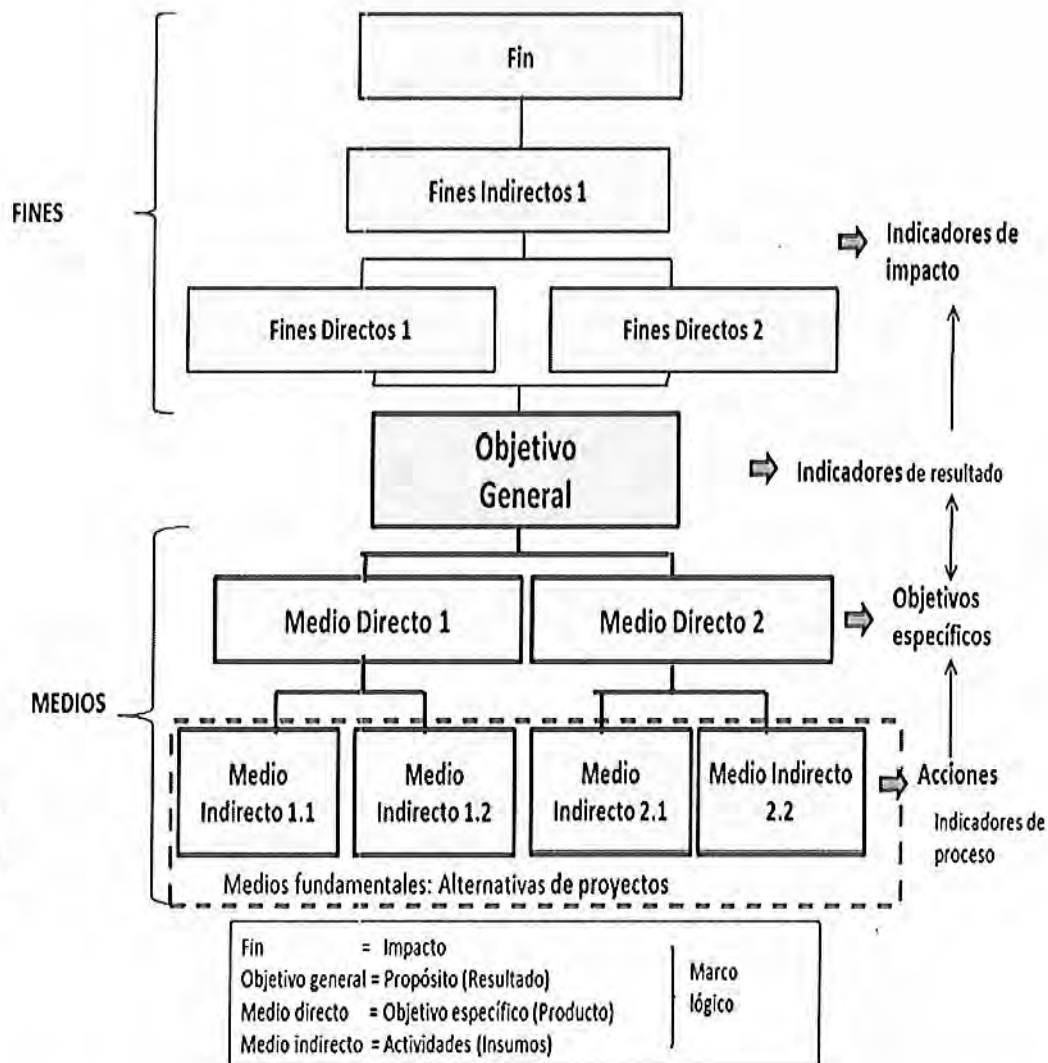 Fin
Fines Indirectos 1
FINES
Indicadores de
impacto
Fines Directos 1
Fines Directos 2
Objetivo
General
Indicadores de resultado
Medio Directo 1
Medio Directo 2
Objetivos
específicos
MEDIOS
Medio
Indirecto 1.1
Medio
Indirecto 1.2
Medio
Indirecto 2.1
Medio Indirecto
2.2
Acciones
Indicadores de
proceso
Medios fundamentales: Alternativas de proyectos
Fin = Impacto
Objetivo general = Propósito (Resultado)
Medio directo = Objetivo específico (Producto)
Medio indirecto = Actividades (Insumos)
Marco
lógico